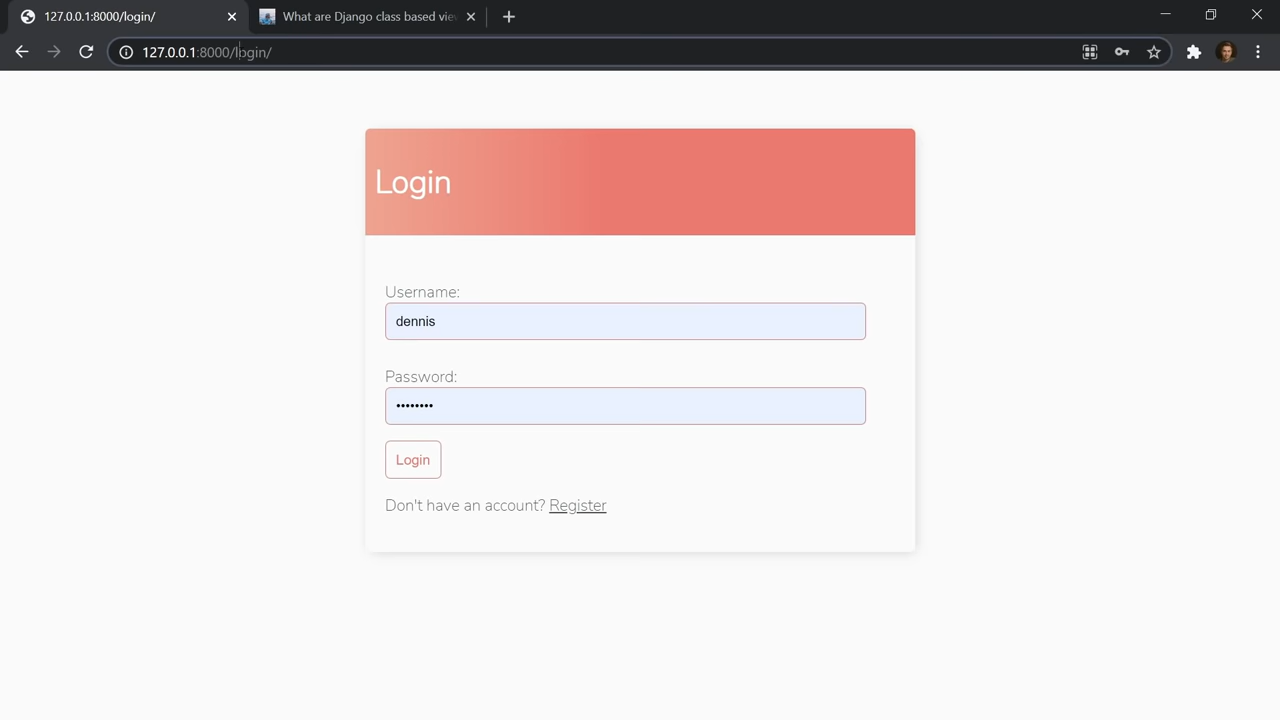 127.0.0.1:8000/login/
What are Django class based viev
127.0.0.1:8000/login/
Login
Username:
dennis
Password:
••••••••
Login
Don't have an account? Register